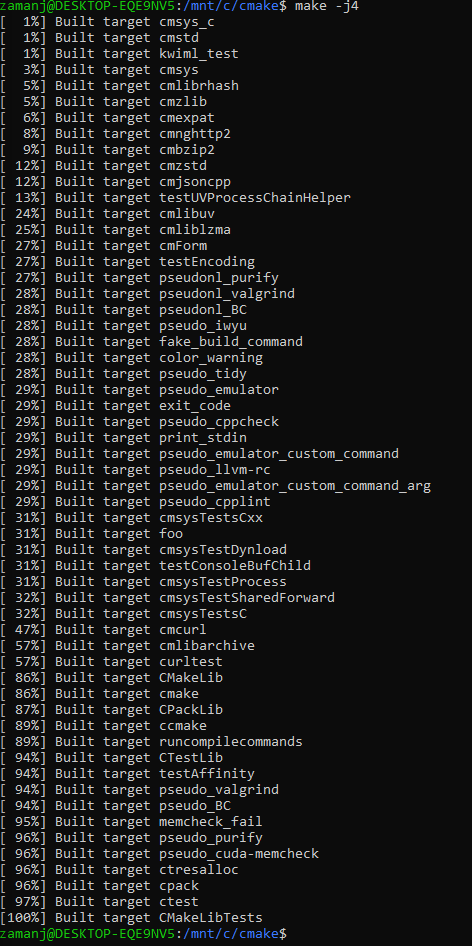 zamanj@DESKTOP-EQE9NV5:/mnt/c/cmake$ make -j4
[  1%] Built target cmsys_c
[  1%] Built target cmstd
[  1%] Built target kwiml_test
[  3%] Built target cmsys
[  5%] Built target cmlibrhash
[  5%] Built target cmzlib
[  6%] Built target cmexpat
[  8%] Built target cmnghttp2
[  9%] Built target cmbzip2
[ 12%] Built target cmzstd
[ 12%] Built target cmjsoncpp
[ 13%] Built target testUVProcessChainHelper
[ 24%] Built target cmlibuv
[ 25%] Built target cmliblzma
[ 27%] Built target cmForm
[ 27%] Built target testEncoding
[ 27%] Built target pseudonl_purify
[ 28%] Built target pseudonl_valgrind
[ 28%] Built target pseudonl_BC
[ 28%] Built target pseudo_iwyu
[ 28%] Built target fake_build_command
[ 28%] Built target color_warning
[ 28%] Built target pseudo_tidy
[ 29%] Built target pseudo_emulator
[ 29%] Built target exit_code
[ 29%] Built target pseudo_cppcheck
[ 29%] Built target print_stdin
[ 29%] Built target pseudo_emulator_custom_command
[ 29%] Built target pseudo_llvm-rc
[ 29%] Built target pseudo_emulator_custom_command_arg
[ 29%] Built target pseudo_cpplint
[ 31%] Built target cmsysTestsCxx
[ 31%] Built target foo
[ 31%] Built target cmsysTestDynload
[ 31%] Built target testConsoleBufChild
[ 31%] Built target cmsysTestProcess
[ 32%] Built target cmsysTestSharedForward
[ 32%] Built target cmsysTestsC
[ 47%] Built target cmcurl
[ 57%] Built target cmlibarchive
[ 57%] Built target curltest
[ 86%] Built target CMakeLib
[ 86%] Built target cmake
[ 87%] Built target CPackLib
[ 89%] Built target ccmake
[ 89%] Built target runcompilecommands
[ 94%] Built target CTestLib
[ 94%] Built target testAffinity
[ 94%] Built target pseudo_valgrind
[ 94%] Built target pseudo_BC
[ 95%] Built target memcheck_fail
[ 96%] Built target pseudo_purify
[ 96%] Built target pseudo_cuda-memcheck
[ 96%] Built target ctresalloc
[ 96%] Built target cpack
[ 97%] Built target ctest
[100%] Built target CMakeLibTests
zamanj@DESKTOP-EQE9NV5:/mnt/c/cmake$